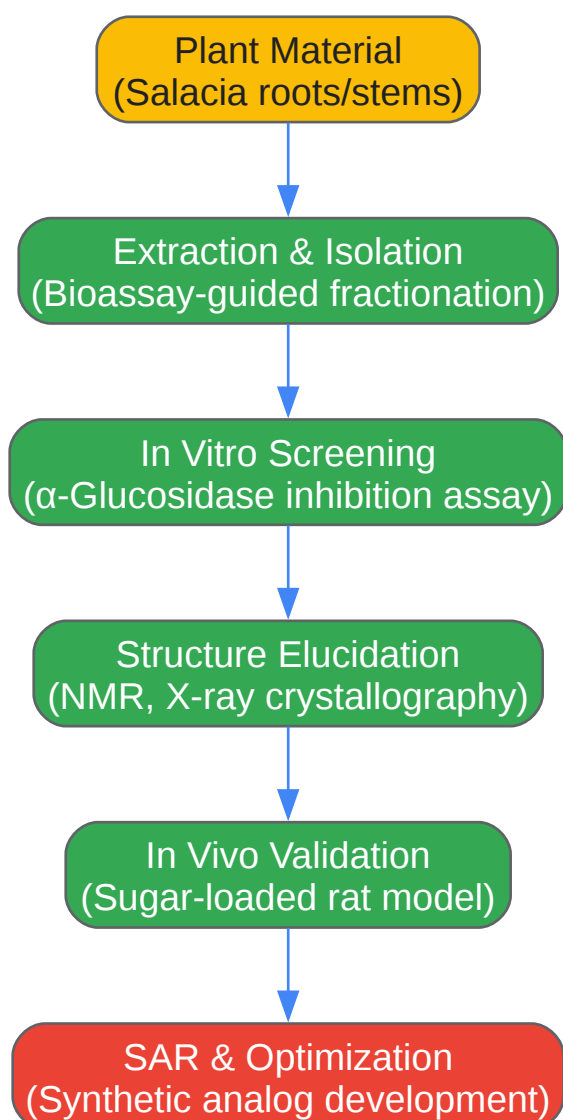 Plant Material
(Salacia roots/stems)
Extraction & Isolation
(Bioassay-guided fractionation)
In Vitro Screening
(α-Glucosidase inhibition assay)
Structure Elucidation
(NMR, X-ray crystallography)
In Vivo Validation
(Sugar-loaded rat model)
SAR & Optimization
(Synthetic analog development)